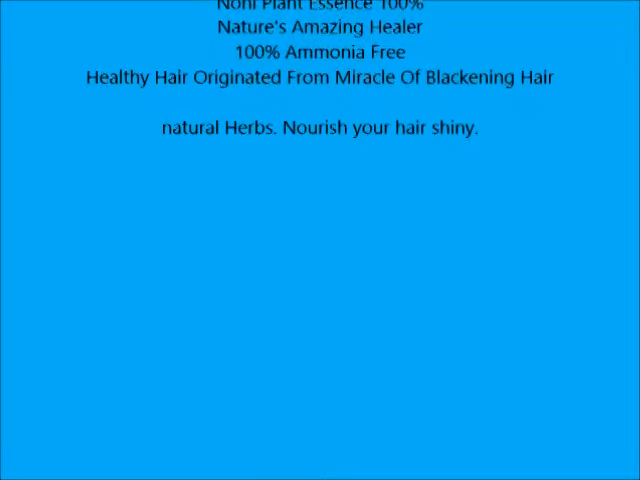 Noni Plant Essence 100%
Nature's Amazing Healer
100% Ammonia Free
Healthy Hair Originated From Miracle Of Blackening Hair
natural Herbs. Nourish your hair shiny.